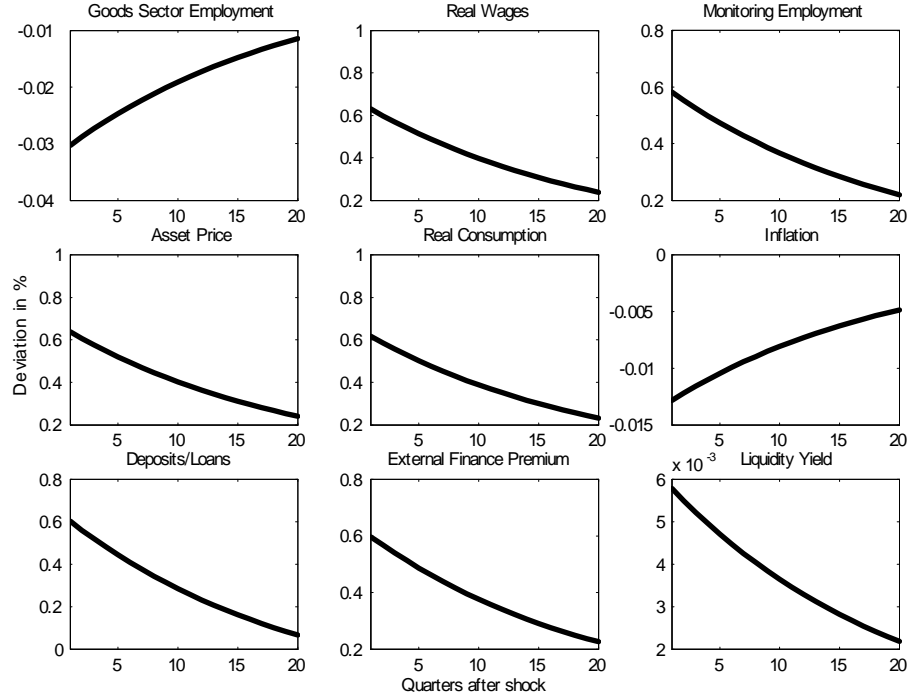 Goods Sector Employment
-0.01
-0.02
-0.03
-0.04
5 10 15 20
Real Wages
1
0.8
0.6
0.4
0.2
5 10 15 20
Monitoring Employment
0.8
0.6
0.4
0.2
5 10 15 20
Asset Price
Deviation in %
1
0.8
0.6
0.4
0.2
5 10 15 20
Real Consumption
1
0.8
0.6
0.4
0.2
5 10 15 20
Inflation
0
-0.005
-0.01
-0.015
5 10 15 20
Deposits/Loans
0.8
0.6
0.4
0.2
0
5 10 15 20
External Finance Premium
0.8
0.6
0.4
0.2
5 10 15 20
Quarters after shock
Liquidity Yield
x 10^-3
6
5
4
3
2
5 10 15 20